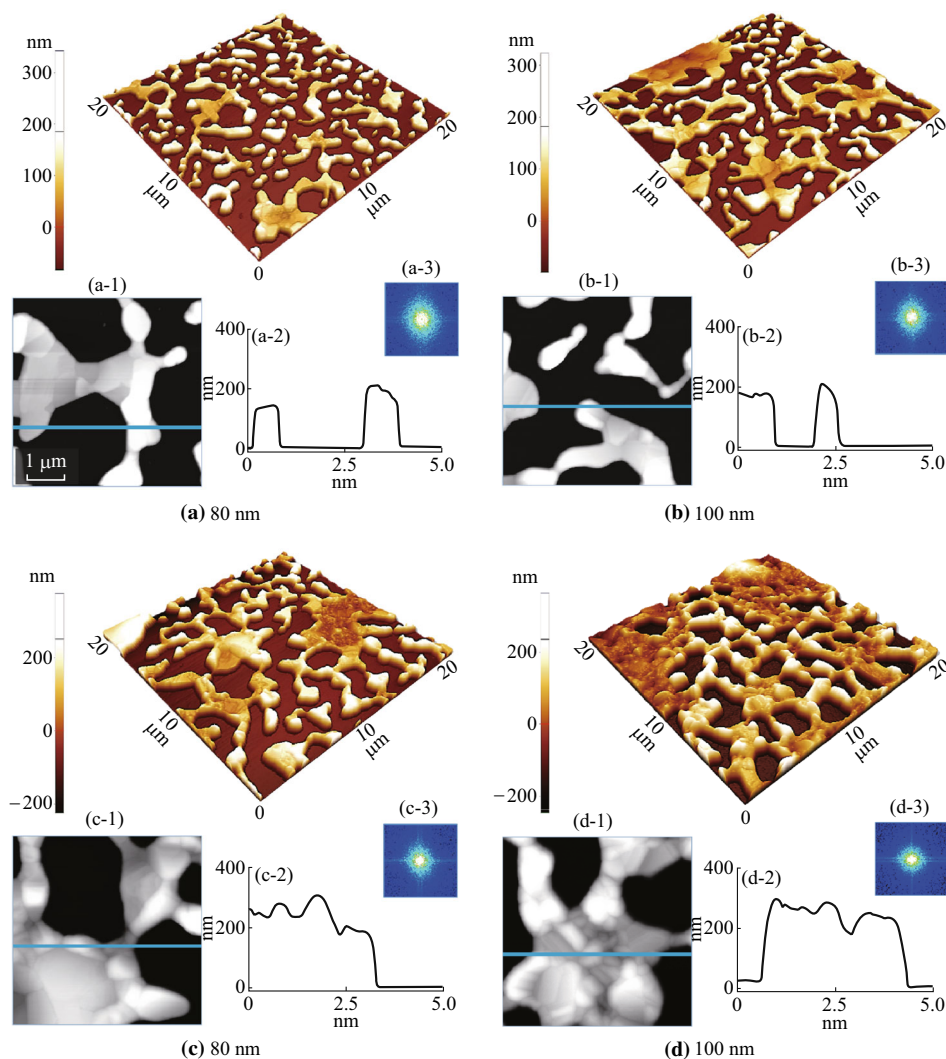 nm
300
200
100
0
20
10
μm
0
10
μm
20
(a-1)
1 μm
(a-2)
400
200
0
nm
0
2.5
5.0
nm
(a-3)
(a) 80 nm
nm
300
200
100
0
20
10
μm
0
10
μm
20
(b-1)
(b-2)
400
200
0
nm
0
2.5
5.0
nm
(b-3)
(b) 100 nm
nm
200
0
−200
20
10
μm
0
10
μm
20
(c-1)
(c-2)
400
200
0
nm
0
2.5
5.0
nm
(c-3)
(c) 80 nm
nm
200
0
−200
20
10
μm
0
10
μm
20
(d-1)
(d-2)
400
200
0
nm
0
2.5
5.0
nm
(d-3)
(d) 100 nm